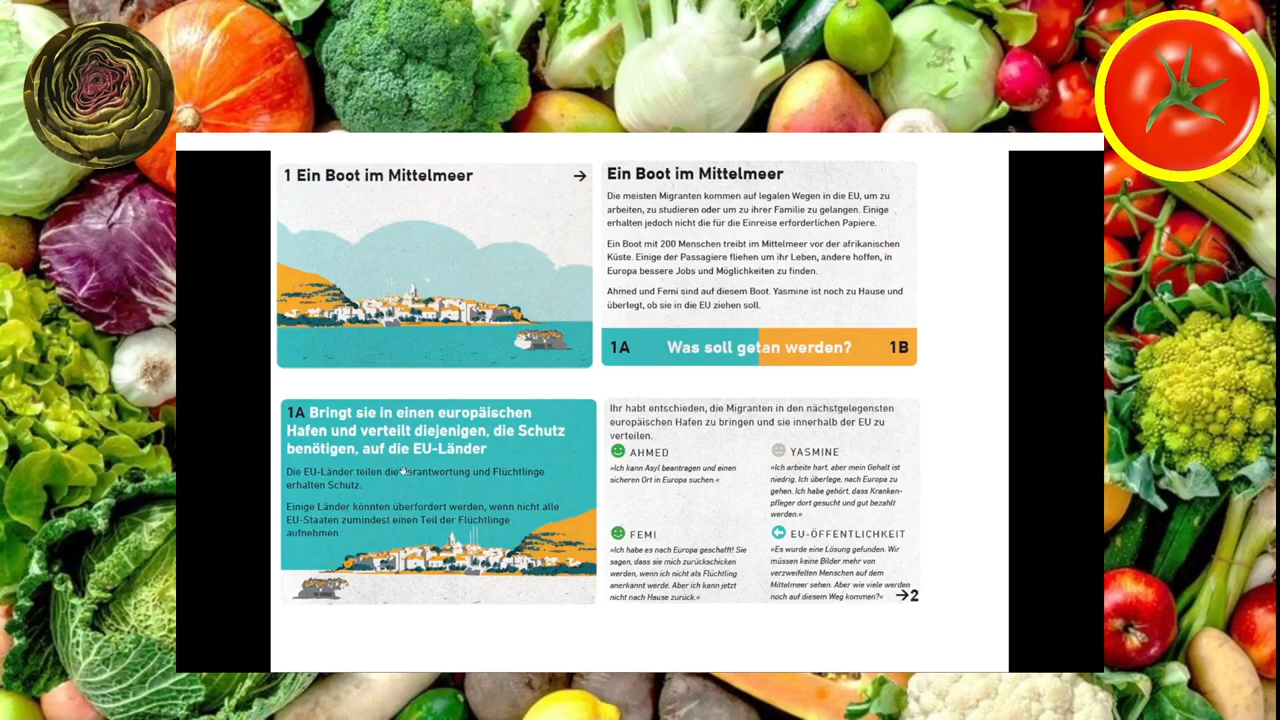 1 Ein Boot im Mittelmeer →
Ein Boot im Mittelmeer
Die meisten Migranten kommen auf legalen Wegen in die EU, um zu
arbeiten, zu studieren oder um zu ihrer Familie zu gelangen. Einige
erhalten jedoch nicht die für die Einreise erforderlichen Papiere.
Ein Boot mit 200 Menschen treibt im Mittelmeer vor der afrikanischen
Küste. Einige der Passagiere fliehen um ihr Leben, andere hoffen, in
Europa bessere Jobs und Möglichkeiten zu finden.
Ahmed und Femi sind auf diesem Boot. Yasmine ist noch zu Hause und
überlegt, ob sie in die EU ziehen soll.
1A Was soll getan werden? 1B
1A Bringt sie in einen europäischen
Hafen und verteilt diejenigen, die Schutz
benötigen, auf die EU-Länder
Die EU-Länder teilen die Verantwortung und Flüchtlinge
erhalten Schutz.
Einige Länder könnten überfordert werden, wenn nicht alle
EU-Staaten zumindest einen Teil der Flüchtlinge
aufnehmen
Ihr habt entschieden, die Migranten in den nächstgelegensten
europäischen Hafen zu bringen und sie innerhalb der EU zu
verteilen.
AHMED
»Ich kann Asyl beantragen und einen
sicheren Ort in Europa suchen.«
YASMINE
»Ich arbeite hart, aber mein Gehalt ist
niedrig. Ich überlege, nach Europa zu
gehen. Ich habe gehört, dass Kranken-
pfleger dort gesucht und gut bezahlt
werden.«
FEMI
»Ich habe es nach Europa geschafft! Sie
sagen, dass sie mich zurückschicken
werden, wenn ich nicht als Flüchtling
anerkannt werde. Aber ich kann jetzt
nicht nach Hause zurück.«
EU-ÖFFENTLICHKEIT
»Es wurde eine Lösung gefunden. Wir
müssen keine Bilder mehr von
verzweifelten Menschen auf dem
Mittelmeer sehen. Aber wie viele werden
noch auf diesem Weg kommen?«
→2